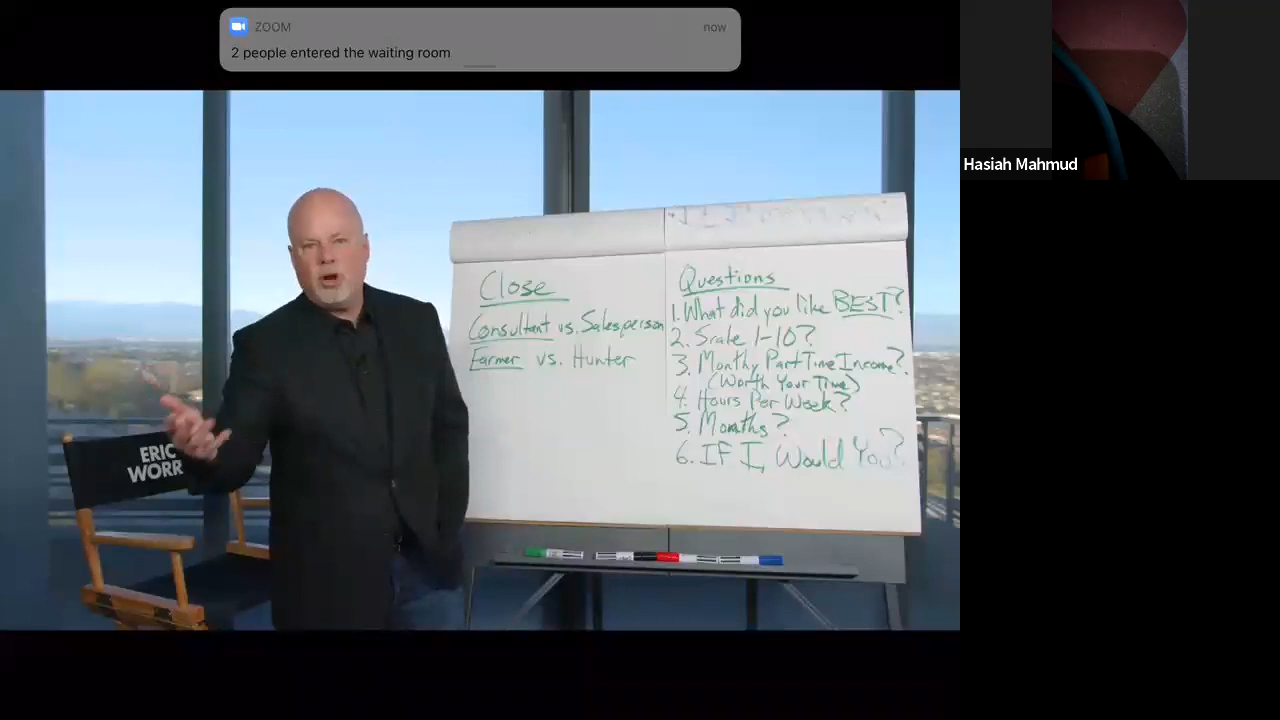 ZOOM
now
2 people entered the waiting room
Hasiah Mahmud
ERIC
WORR
Close
Consultant vs. Salesperson
Farmer vs. Hunter
Questions
1. What did you like BEST?
2. Scale 1-10?
3. Monthy Part Time Income?
(Worth Your Time)
4. Hours Per Week?
5. Months?
6. IF I, Would You?